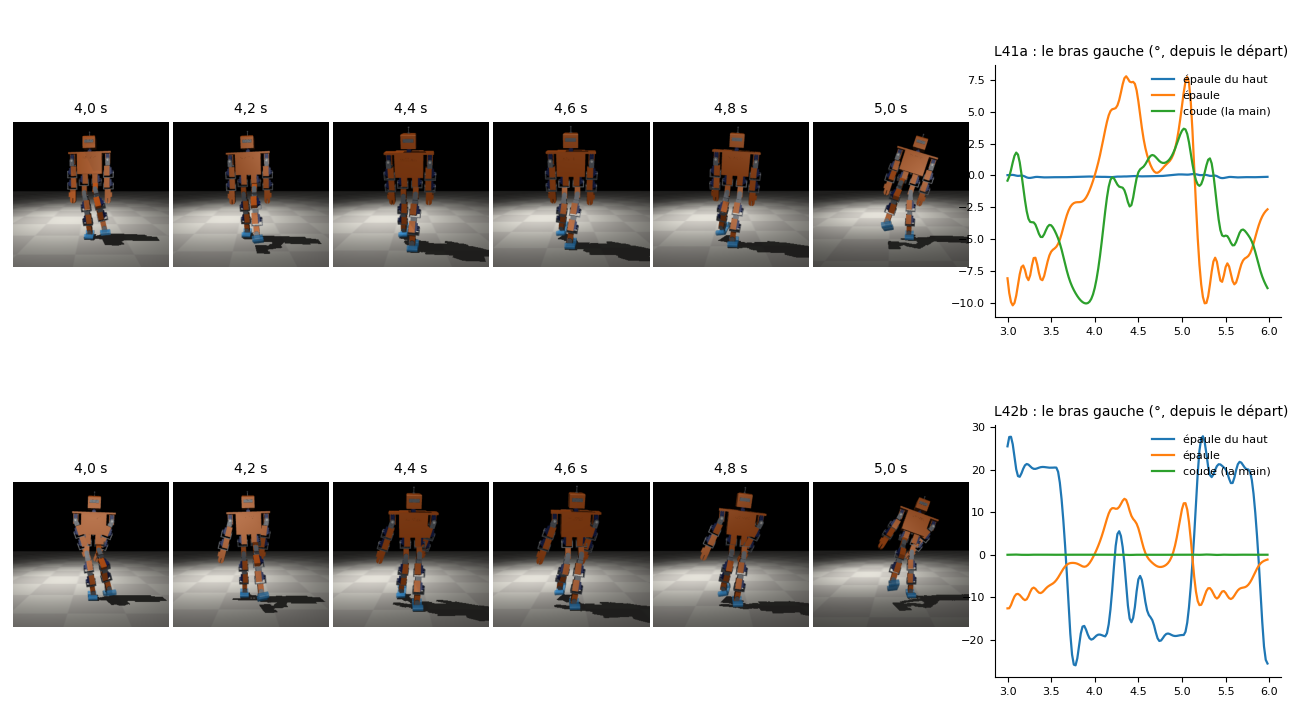 L41a : le bras gauche (°, depuis le départ)
4,0 s 4,2 s 4,4 s 4,6 s 4,8 s 5,0 s
épaule du haut
épaule
coude (la main)
7.5
5.0
2.5
0.0
−2.5
−5.0
−7.5
−10.0
3.0 3.5 4.0 4.5 5.0 5.5 6.0
L42b : le bras gauche (°, depuis le départ)
4,0 s 4,2 s 4,4 s 4,6 s 4,8 s 5,0 s
épaule du haut
épaule
coude (la main)
30
20
10
0
−10
−20
3.0 3.5 4.0 4.5 5.0 5.5 6.0